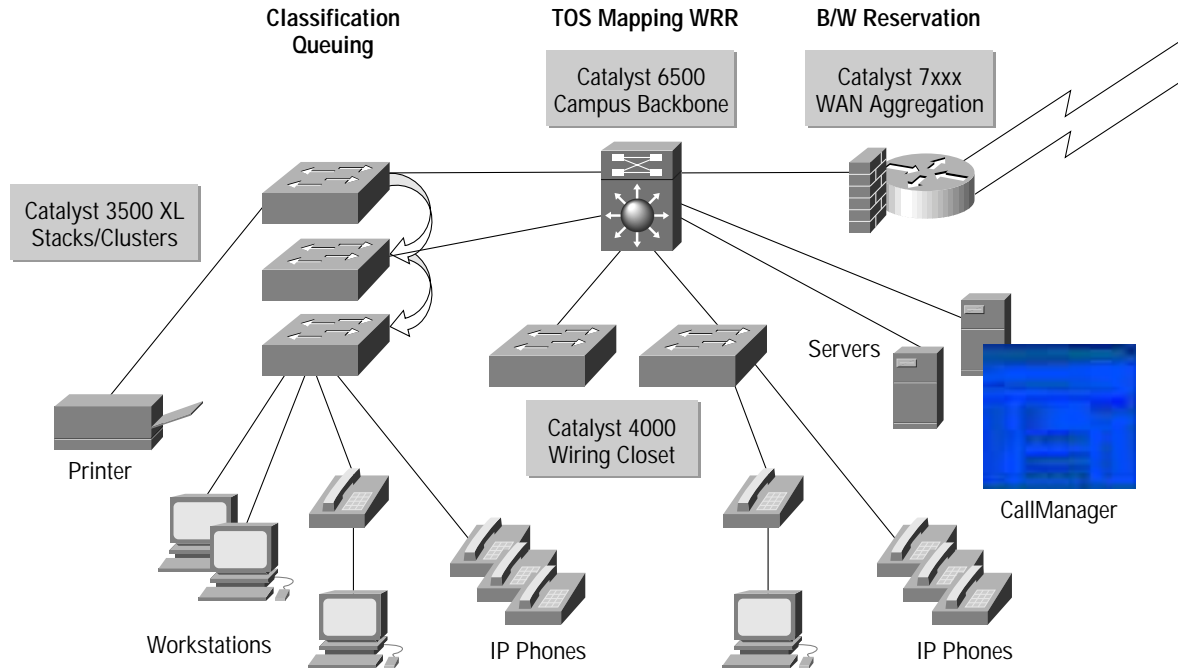 Classification
Queuing
TOS Mapping WRR
B/W Reservation
Catalyst 6500
Campus Backbone
Catalyst 7xxx
WAN Aggregation
Catalyst 3500 XL
Stacks/Clusters
Servers
Catalyst 4000
Wiring Closet
Printer
CallManager
Workstations
IP Phones
IP Phones